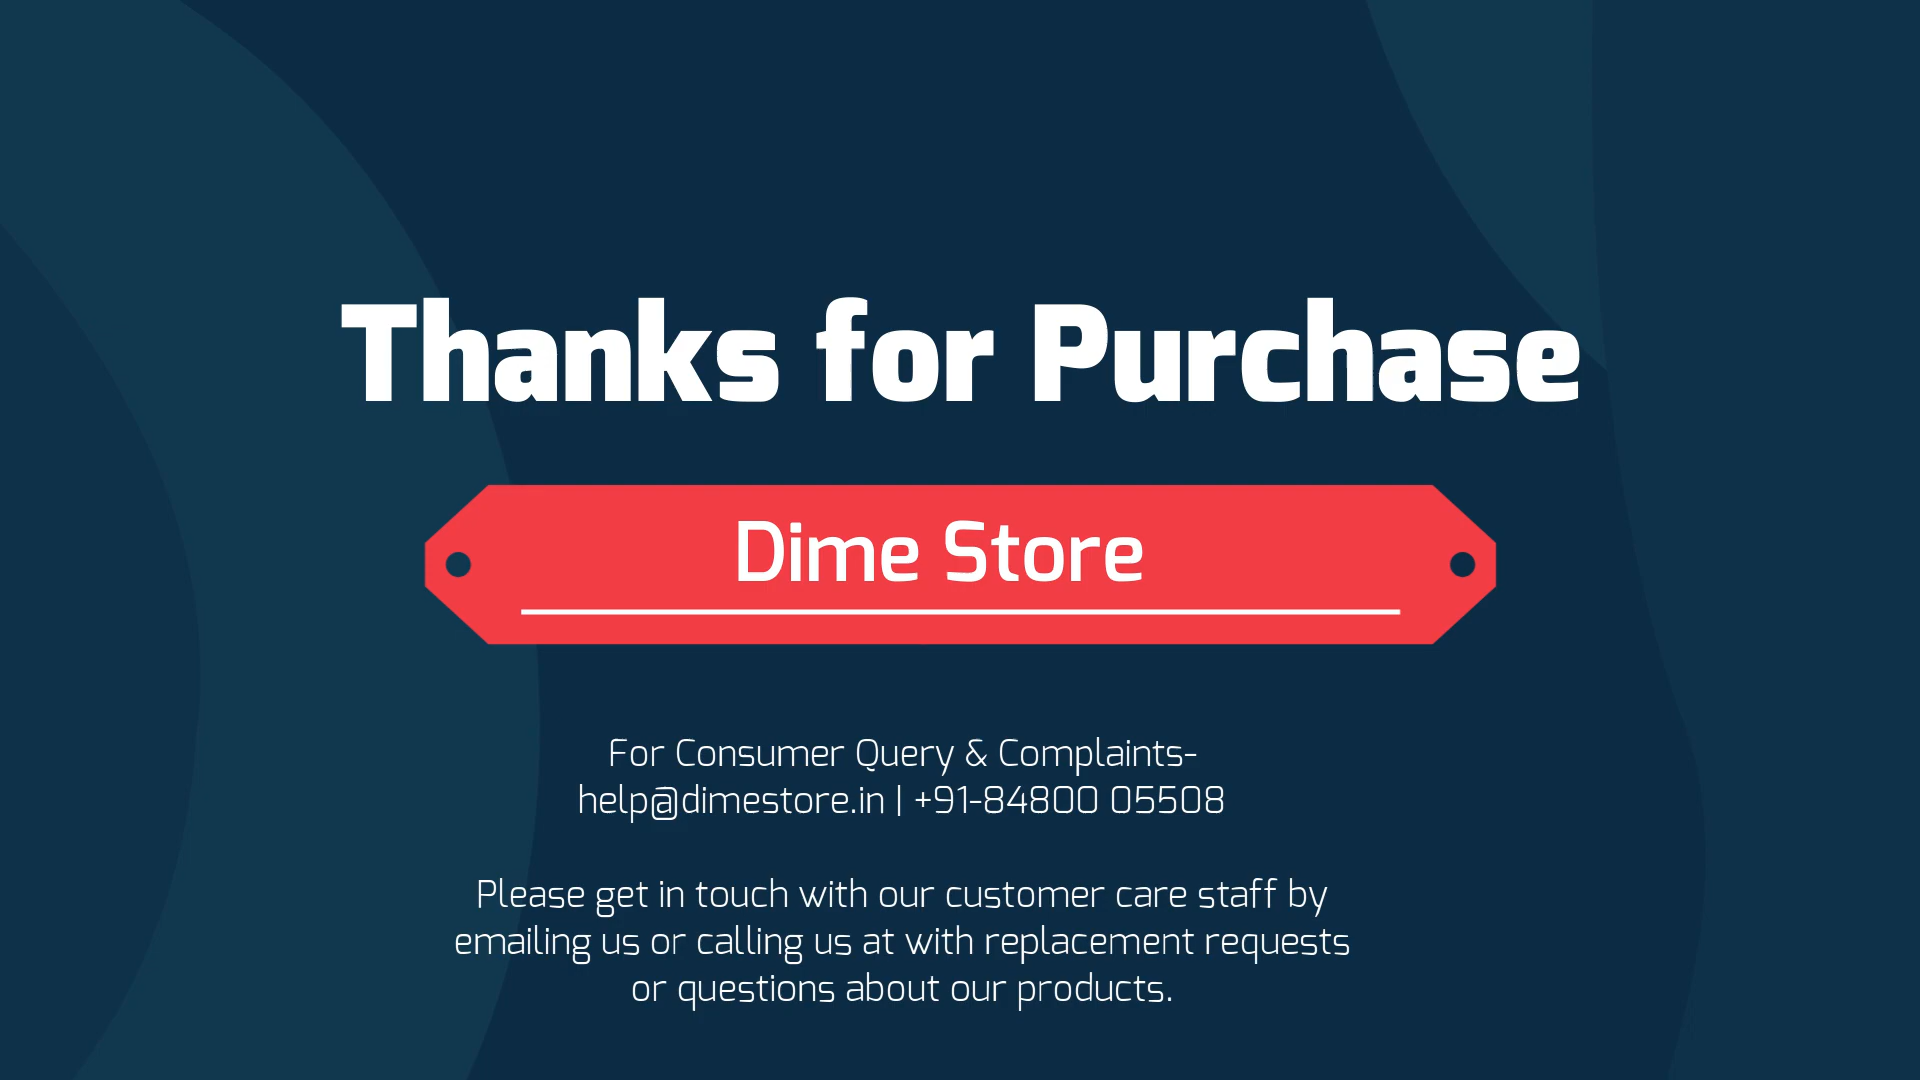 Thanks for Purchase
Dime Store
For Consumer Query & Complaints-
help@dimestore.in | +91-84800 05508
Please get in touch with our customer care staff by
emailing us or calling us at with replacement requests
or questions about our products.